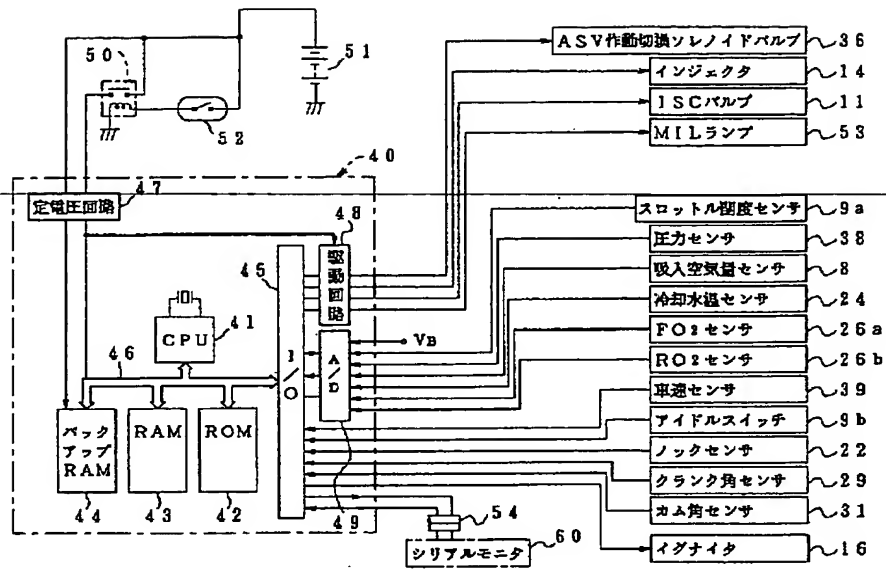 ASV作動切換ソレノイドバルブ 36
インジェクタ 14
ISCバルブ 11
MILランプ 53
50
51
52
40
定電圧回路 47
スロットル開度センサ 9a
圧力センサ 38
吸入空気量センサ 8
冷却水温センサ 24
FO2センサ 26a
RO2センサ 26b
車速センサ 39
アイドルスイッチ 9b
ノックセンサ 22
クランク角センサ 29
カム角センサ 31
イグナイタ 16
48
駆動回路
45
I/O
VB
A/D
49
CPU 41
46
バックアップRAM
44
RAM
43
ROM
42
54
シリアルモニタ 60